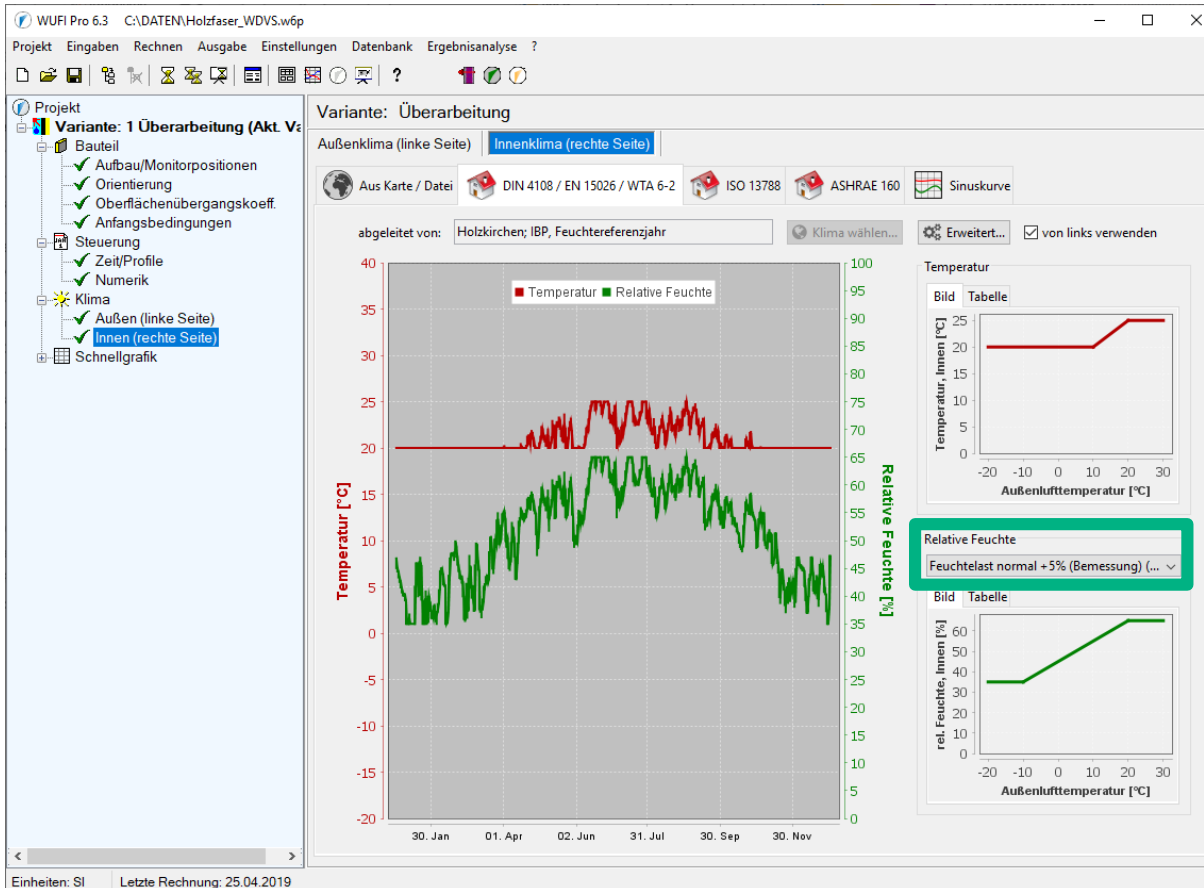 WUFI Pro 6.3 C:\DATEN\Holzfaser_WDVS.w6p
Projekt Eingaben Rechnen Ausgabe Einstellungen Datenbank Ergebnisanalyse ?
Projekt
Variante: 1 Überarbeitung (Akt. Va
Bauteil
Aufbau/Monitorpositionen
Orientierung
Oberflächenübergangskoeff.
Anfangsbedingungen
Steuerung
Zeit/Profile
Numerik
Klima
Außen (linke Seite)
Innen (rechte Seite)
Schnellgrafik
Variante: Überarbeitung
Außenklima (linke Seite) Innenklima (rechte Seite)
Aus Karte / Datei DIN 4108 / EN 15026 / WTA 6-2 ISO 13788 ASHRAE 160 Sinuskurve
abgeleitet von: Holzkirchen; IBP, Feuchtereferenzjahr Klima wählen... Erweitert... von links verwenden
Temperatur Relative Feuchte
40
35
30
25
20
15
10
5
0
-5
-10
-15
-20
Temperatur [°C]
100
95
90
85
80
75
70
65
60
55
50
45
40
35
30
25
20
15
10
5
0
Relative Feuchte [%]
30. Jan 01. Apr 02. Jun 31. Jul 30. Sep 30. Nov
Temperatur
Bild Tabelle
Temperatur, Innen [°C]
25
20
15
10
5
0
-20 -10 0 10 20 30
Außenlufttemperatur [°C]
Relative Feuchte
Feuchtelast normal +5% (Bemessung) (...
Bild Tabelle
rel. Feuchte, Innen [%]
60
50
40
30
20
10
0
-20 -10 0 10 20 30
Außenlufttemperatur [°C]
Einheiten: SI Letzte Rechnung: 25.04.2019